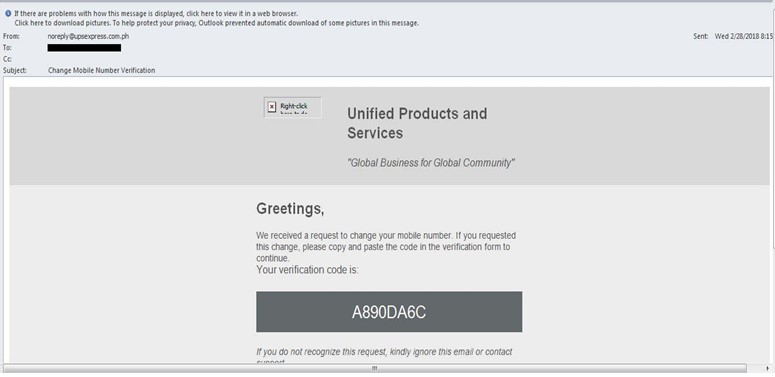 If there are problems with how this message is displayed, click here to view it in a web browser.
Click here to download pictures. To help protect your privacy, Outlook prevented automatic download of some pictures in this message.
From: noreply@upsexpress.com.ph Sent: Wed 2/28/2018 8:15
To:
Cc:
Subject: Change Mobile Number Verification
Right-click
Unified Products and
Services
"Global Business for Global Community"
Greetings,
We received a request to change your mobile number. If you requested
this change, please copy and paste the code in the verification form to
continue.
Your verification code is:
A890DA6C
If you do not recognize this request, kindly ignore this email or contact